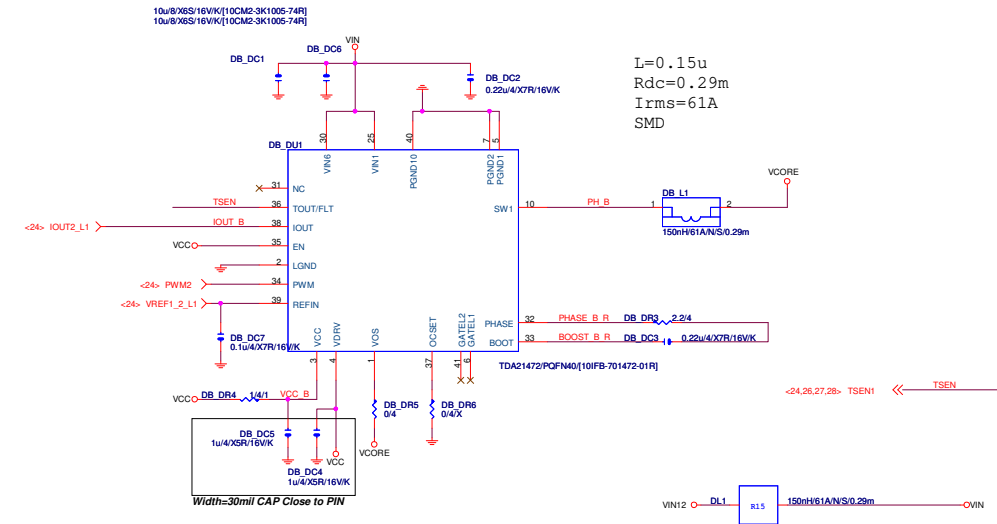 10u/8/X6S/16V/K/[10CM2-3K1005-74R]
10u/8/X6S/16V/K/[10CM2-3K1005-74R]
VIN
DB_DC1
DB_DC6
DB_DC2
0.22u/4/X7R/16V/K
L=0.15u
Rdc=0.29m
Irms=61A
SMD
DB_DU1
30
25
40
7
5
VIN6
VIN1
PGND10
PGND2
PGND1
31
NC
TSEN
36
TOUT/FLT
<24> IOUT2_L1
IOUT_B
38
IOUT
VCC
35
EN
2
LGND
<24> PWM2
34
PWM
<24> VREF1_2_L1
39
REFIN
SW1
10
PH_B
DB_L1
1
2
VCORE
150nH/61A/N/S/0.29m
DB_DC7
0.1u/4/X7R/16V/K
PHASE
32
PHASE_B_R
DB_DR3
2.2/4
BOOT
33
BOOST_B_R
DB_DC3
0.22u/4/X7R/16V/K
VCC
VDRV
VOS
OCSET
GATEL2
GATEL1
3
4
1
37
41
6
TDA21472/PQFN40/[10IFB-701472-01R]
VCC
DB_DR4
1/4/1
VCC_B
DB_DR5
0/4
DB_DR6
0/4/X
<24,26,27,28> TSEN1
TSEN
DB_DC5
1u/4/X5R/16V/K
VCORE
VCC
DB_DC4
1u/4/X5R/16V/K
Width=30mil CAP Close to PIN
VIN12
DL1
R15
150nH/61A/N/S/0.29m
VIN